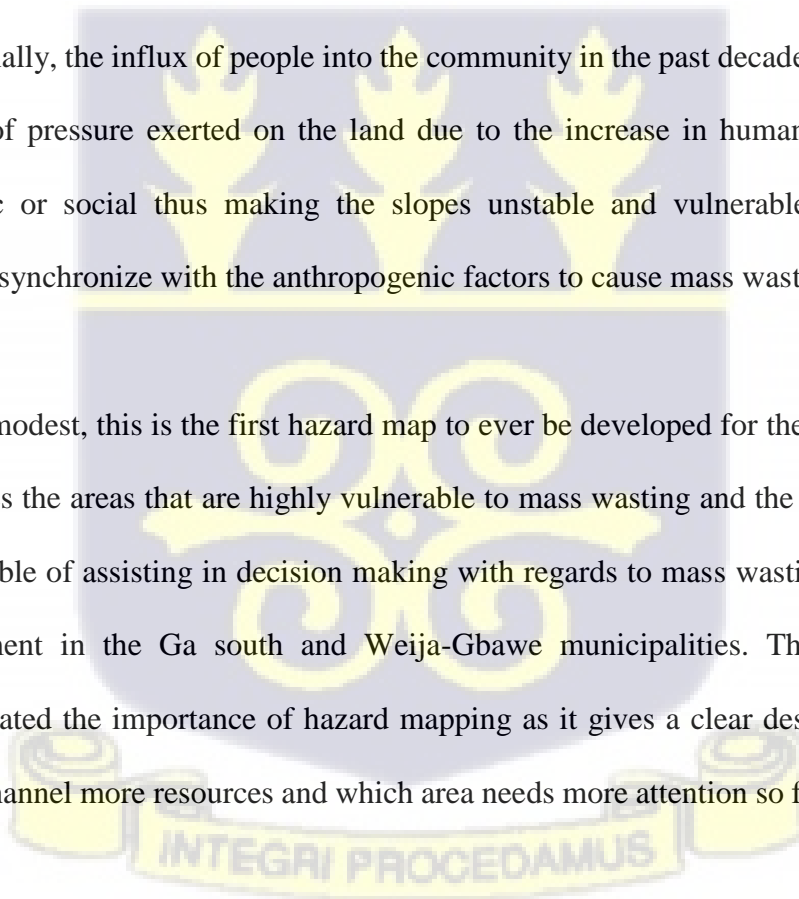 ally, the influx of people into the community in the past decade
of pressure exerted on the land due to the increase in human
c or social thus making the slopes unstable and vulnerable
synchronize with the anthropogenic factors to cause mass wast
modest, this is the first hazard map to ever be developed for the
s the areas that are highly vulnerable to mass wasting and the
ble of assisting in decision making with regards to mass wasti
nent in the Ga south and Weija-Gbawe municipalities. Th
ated the importance of hazard mapping as it gives a clear des
hannel more resources and which area needs more attention so f
INTEGRI PROCEDAMUS